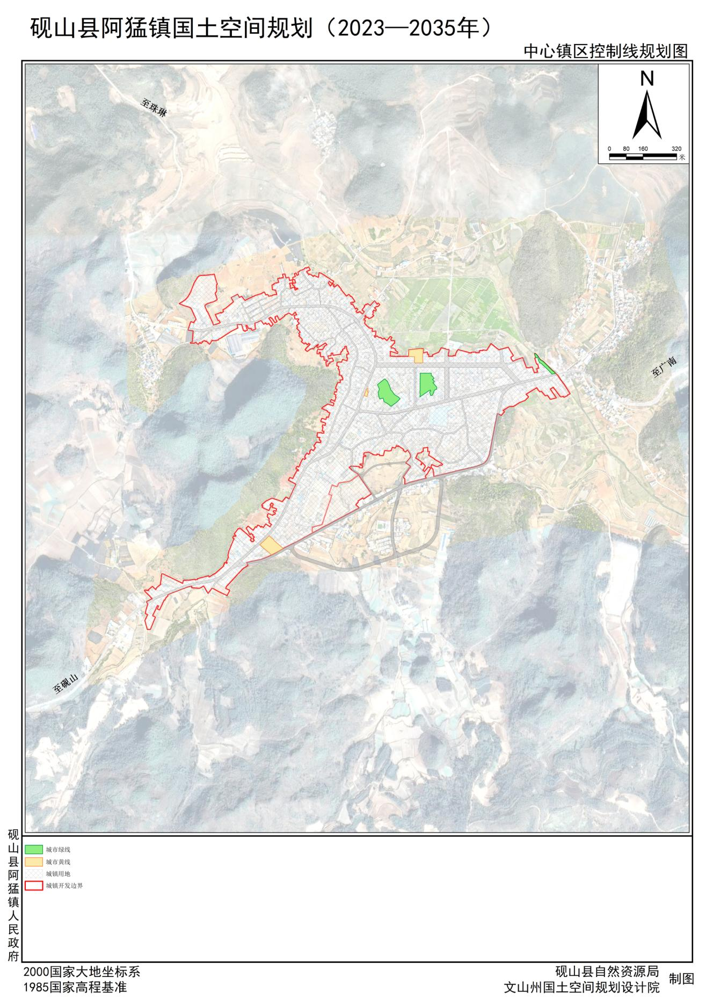 砚山县阿猛镇国土空间规划（2023—2035年）
中心镇区控制线规划图
N
0 80 160 320
米
至珠琳
至广南
至砚山
城市绿线
城市黄线
城镇用地
城镇开发边界
砚山县阿猛镇人民政府
2000国家大地坐标系
1985国家高程基准
砚山县自然资源局
文山州国土空间规划设计院
制图